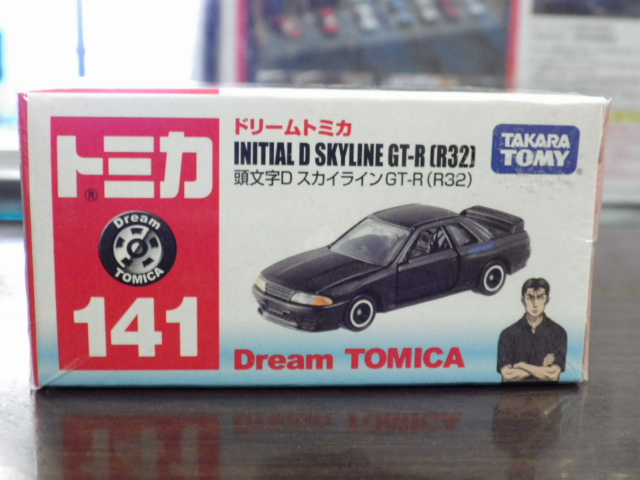 トミカ
®
Dream
TOMICA
141
ドリームトミカ
INITIAL D SKYLINE GT-R (R32)
頭文字D スカイラインGT-R (R32)
TAKARA
TOMY
Dream TOMICA